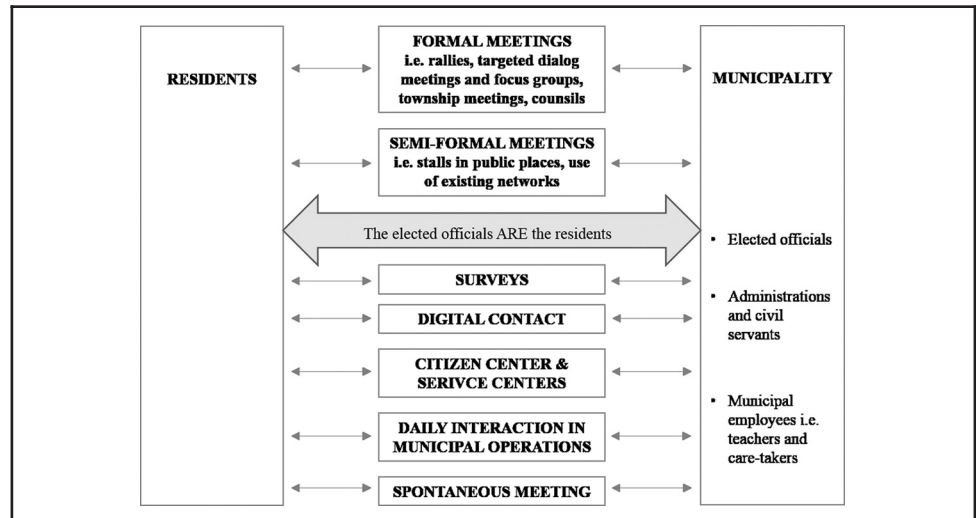 RESIDENTS
FORMAL MEETINGS
i.e. rallies, targeted dialog
meetings and focus groups,
township meetings, counsils
SEMI-FORMAL MEETINGS
i.e. stalls in public places, use
of existing networks
The elected officials ARE the residents
SURVEYS
DIGITAL CONTACT
CITIZEN CENTER &
SERIVCE CENTERS
DAILY INTERACTION IN
MUNICIPAL OPERATIONS
SPONTANEOUS MEETING
MUNICIPALITY
• Elected officials
• Administrations
and civil
servants
• Municipal
employees i.e.
teachers and
care-takers